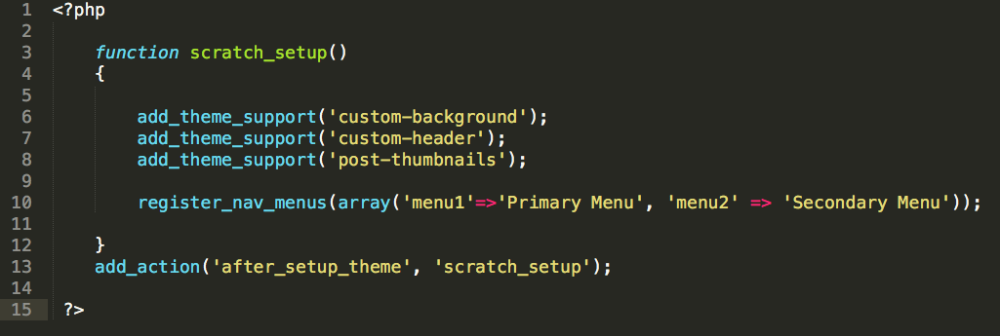 1 <?php
2
3 function scratch_setup()
4 {
5
6 add_theme_support('custom-background');
7 add_theme_support('custom-header');
8 add_theme_support('post-thumbnails');
9
10 register_nav_menus(array('menu1'=>'Primary Menu', 'menu2' => 'Secondary Menu'));
11
12 }
13 add_action('after_setup_theme', 'scratch_setup');
14
15 ?>